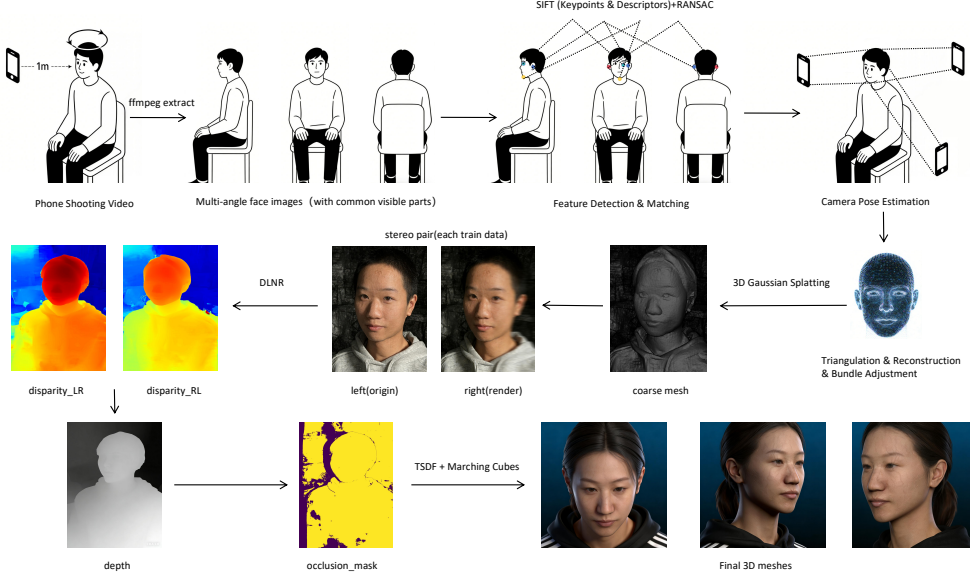 SIFT (Keypoints & Descriptors)+RANSAC
1m
ffmpeg extract
Phone Shooting Video
Multi-angle face images （with common visible parts）
Feature Detection & Matching
Camera Pose Estimation
stereo pair(each train data)
DLNR
3D Gaussian Splatting
Triangulation & Reconstruction
& Bundle Adjustment
disparity_LR
disparity_RL
left(origin)
right(render)
coarse mesh
TSDF + Marching Cubes
depth
occlusion_mask
Final 3D meshes